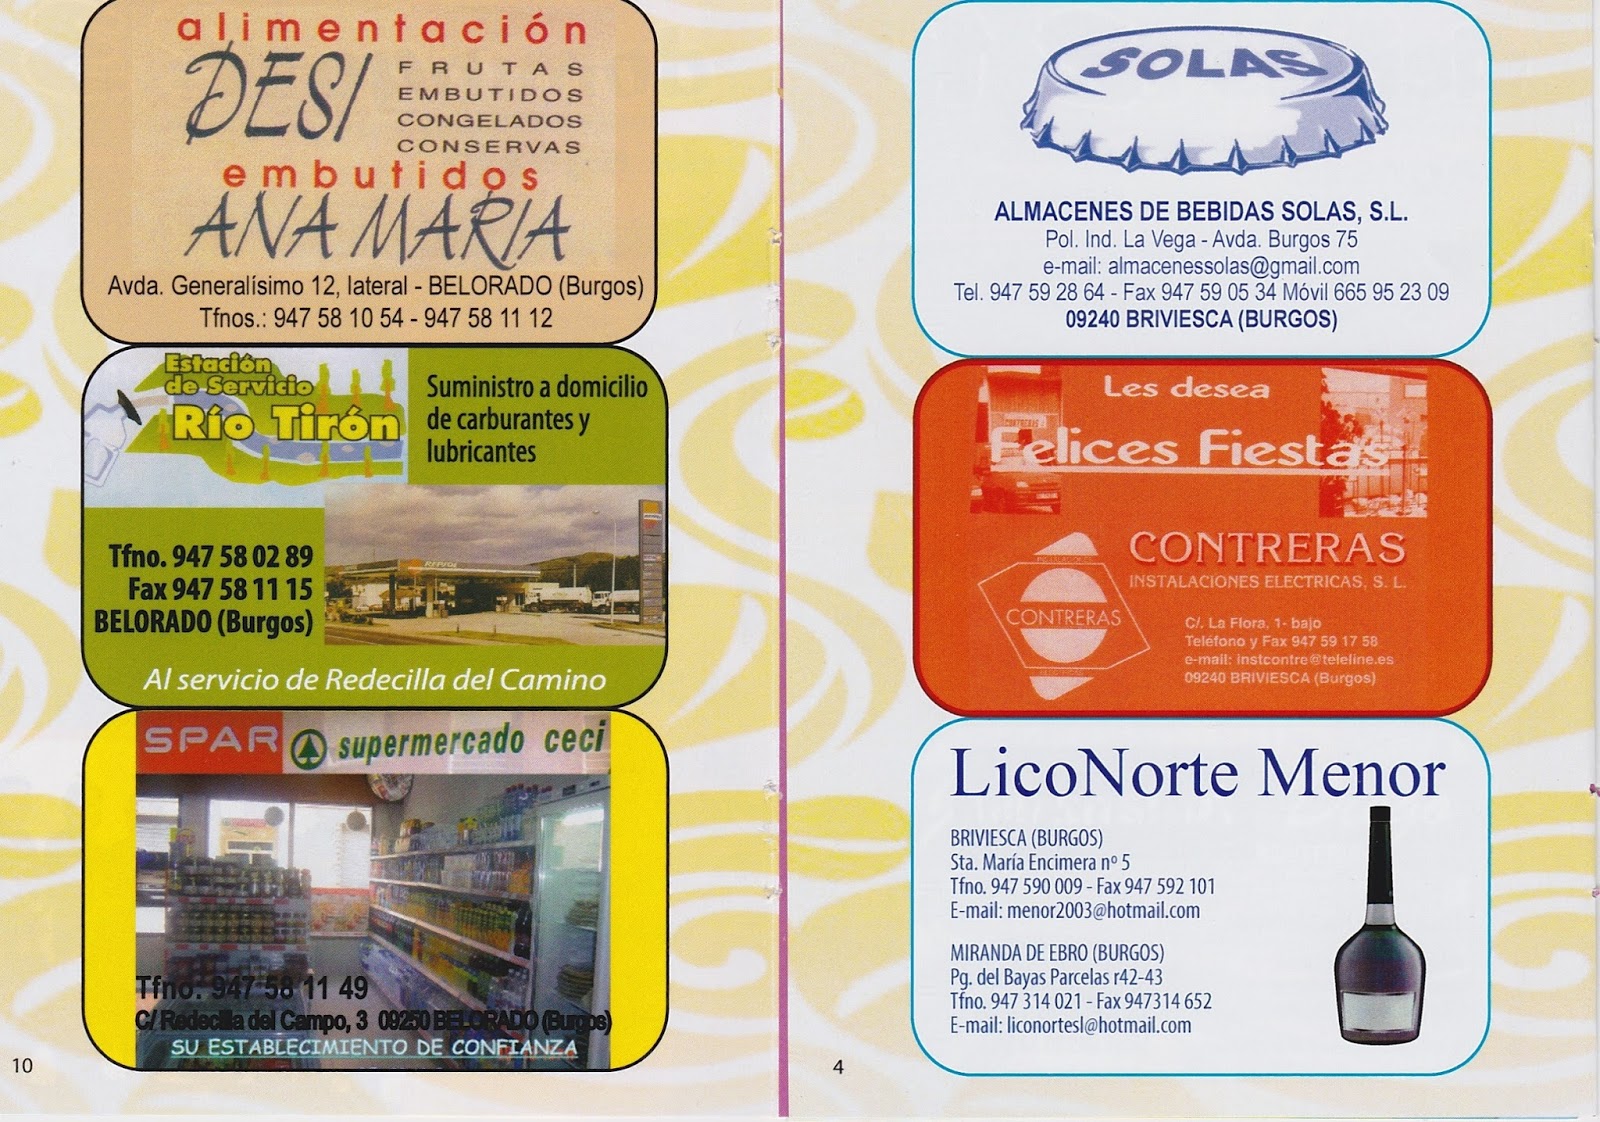 alimentación
DESI
FRUTAS
EMBUTIDOS
CONGELADOS
CONSERVAS
embutidos
ANA MARIA
Avda. Generalísimo 12, lateral - BELORADO (Burgos)
Tfnos.: 947 58 10 54 - 947 58 11 12
Estación
de Servicio
Río Tirón
Suministro a domicilio
de carburantes y
lubricantes
REPSOL
Tfno. 947 58 02 89
Fax 947 58 11 15
BELORADO (Burgos)
Al servicio de Redecilla del Camino
SPAR supermercado ceci
Tfno. 947 58 11 49
C/ Redecilla del Campo, 3 09250 BELORADO (Burgos)
SU ESTABLECIMIENTO DE CONFIANZA
10
SOLAS
ALMACENES DE BEBIDAS SOLAS, S.L.
Pol. Ind. La Vega - Avda. Burgos 75
e-mail: almacenessolas@gmail.com
Tel. 947 59 28 64 - Fax 947 59 05 34 Móvil 665 95 23 09
09240 BRIVIESCA (BURGOS)
Les desea
Felices Fiestas
CONTRERAS
CONTRERAS
INSTALACIONES ELECTRICAS, S. L.
CONTRERAS
C/. La Flora, 1- bajo
Teléfono y Fax 947 59 17 58
e-mail: instcontre@teleline.es
09240 BRIVIESCA (Burgos)
LicoNorte Menor
BRIVIESCA (BURGOS)
Sta. María Encimera nº 5
Tfno. 947 590 009 - Fax 947 592 101
E-mail: menor2003@hotmail.com
MIRANDA DE EBRO (BURGOS)
Pg. del Bayas Parcelas r42-43
Tfno. 947 314 021 - Fax 947314 652
E-mail: liconortesl@hotmail.com
4